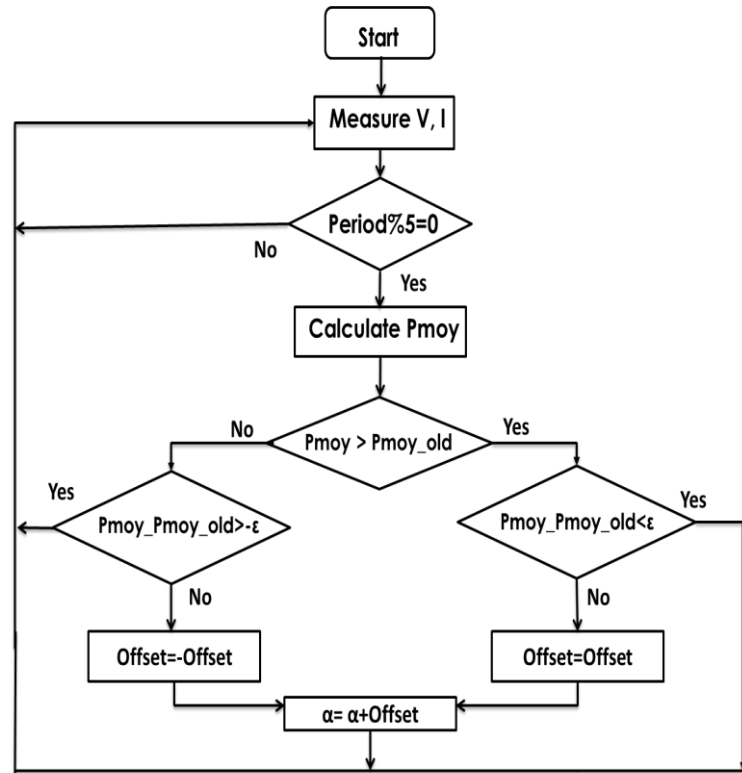 Start
Measure V, I
Period%5=0
No
Yes
Calculate Pmoy
No
Pmoy > Pmoy_old
Yes
Yes
Pmoy_Pmoy_old>-ε
Pmoy_Pmoy_old<ε
Yes
No
No
Offset=-Offset
Offset=Offset
α= α+Offset